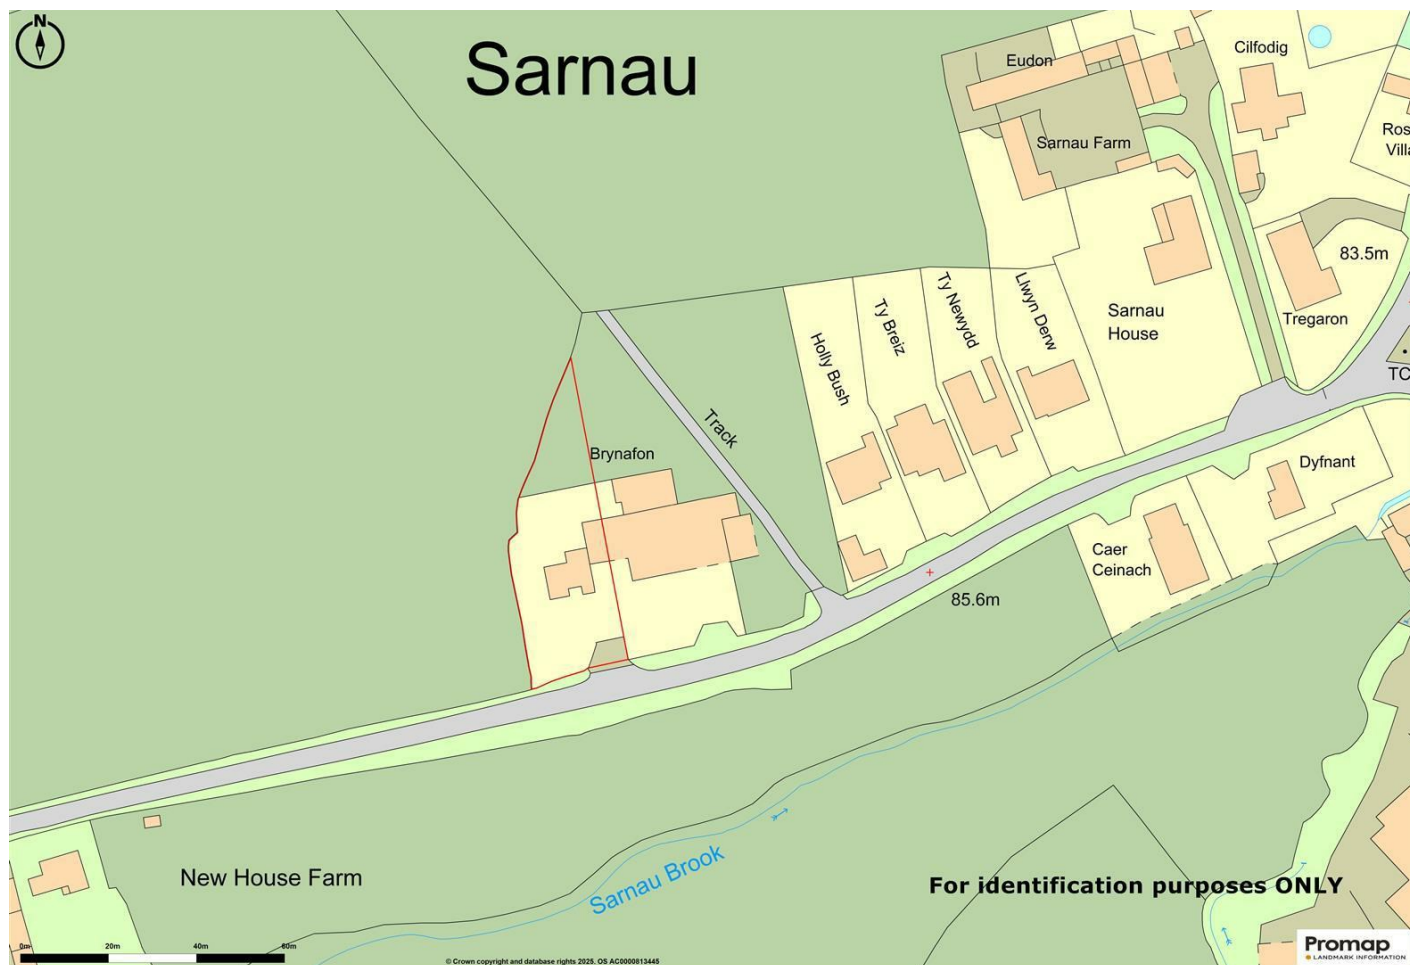 N
Sarnau
Eudon
Cilfodig
Sarnau Farm
83.5m
Tregaron
Sarnau
House
Llwyn Derw
Ty Newydd
Ty Breiz
Holly Bush
Track
Brynafon
TC
Dyfnant
Caer
Ceinach
85.6m
New House Farm
Sarnau Brook
For identification purposes ONLY
0m 20m 40m 60m
© Crown copyright and database rights 2025. OS AC0000813445
Promap
LANDMARK INFORMATION